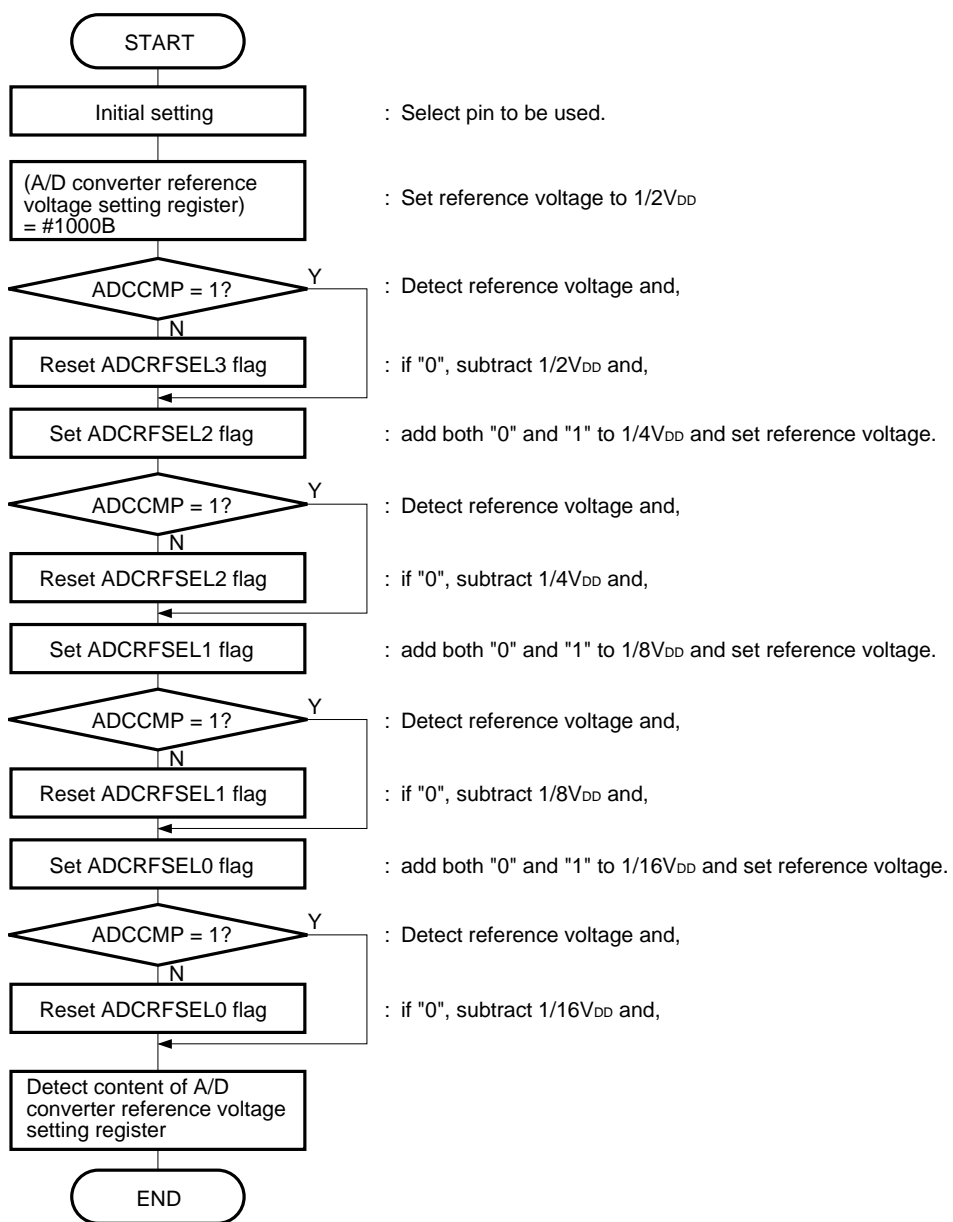 START
Initial setting
: Select pin to be used.
(A/D converter reference
voltage setting register)
= #1000B
: Set reference voltage to 1/2VDD
ADCCMP = 1?
Y
: Detect reference voltage and,
N
Reset ADCRFSEL3 flag
: if "0", subtract 1/2VDD and,
Set ADCRFSEL2 flag
: add both "0" and "1" to 1/4VDD and set reference voltage.
ADCCMP = 1?
Y
: Detect reference voltage and,
N
Reset ADCRFSEL2 flag
: if "0", subtract 1/4VDD and,
Set ADCRFSEL1 flag
: add both "0" and "1" to 1/8VDD and set reference voltage.
ADCCMP = 1?
Y
: Detect reference voltage and,
N
Reset ADCRFSEL1 flag
: if "0", subtract 1/8VDD and,
Set ADCRFSEL0 flag
: add both "0" and "1" to 1/16VDD and set reference voltage.
ADCCMP = 1?
Y
: Detect reference voltage and,
N
Reset ADCRFSEL0 flag
: if "0", subtract 1/16VDD and,
Detect content of A/D
converter reference voltage
setting register
END